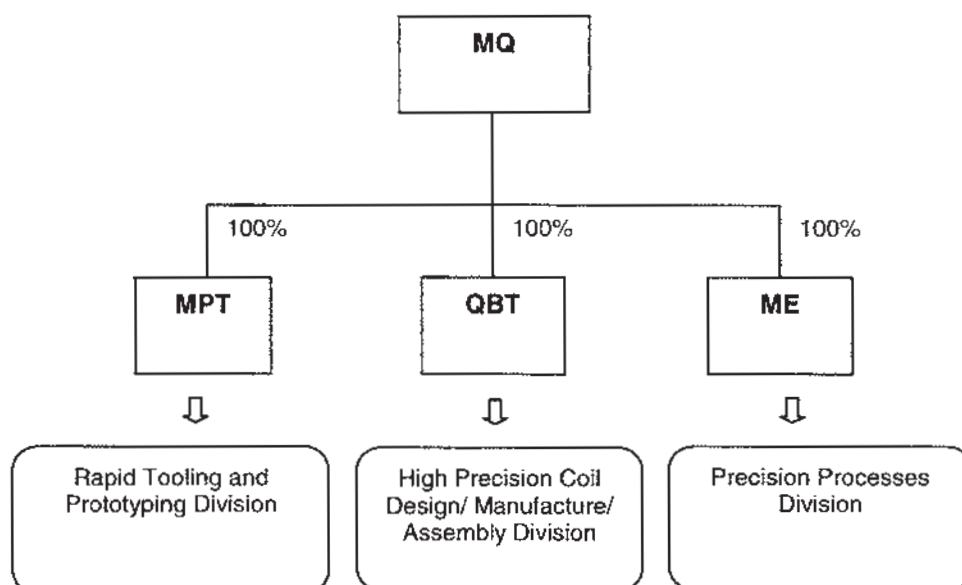 MQ
100%
100%
100%
MPT
QBT
ME
Rapid Tooling and
Prototyping Division
High Precision Coil
Design/ Manufacture/
Assembly Division
Precision Processes
Division